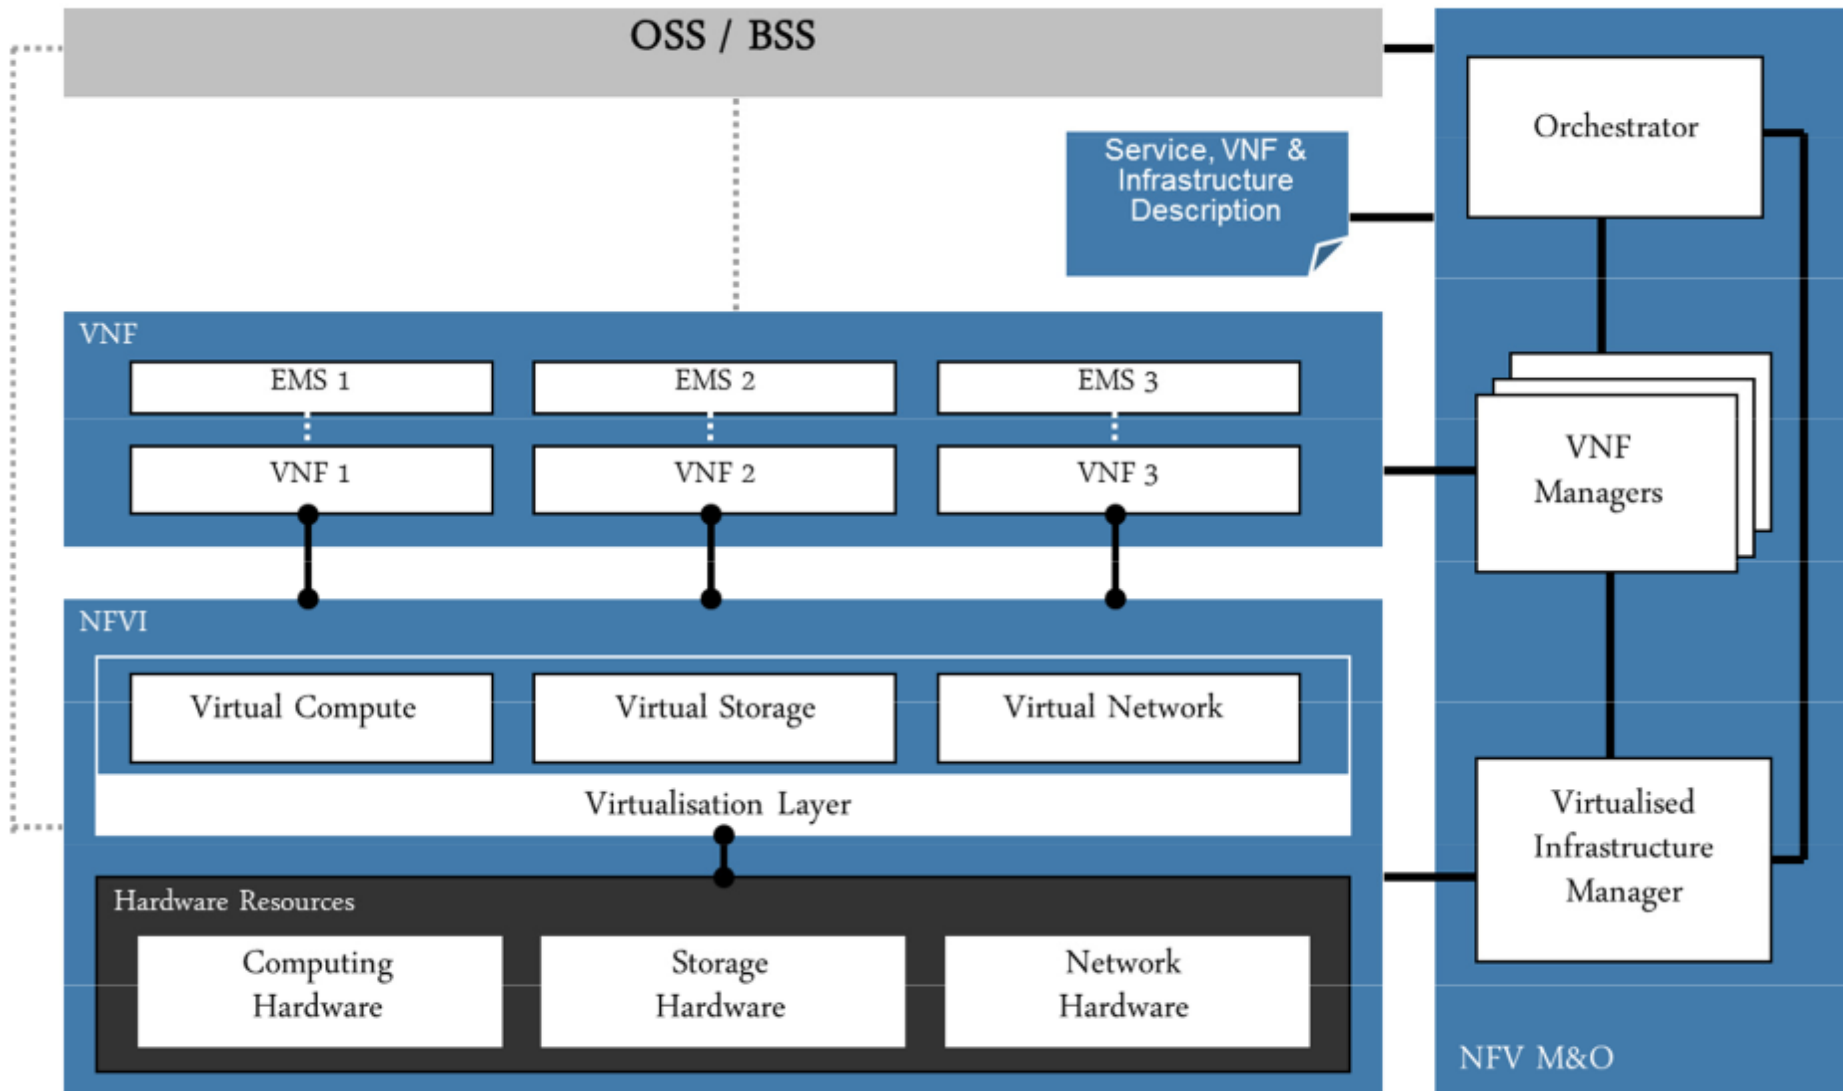 OSS / BSS
Orchestrator
Service, VNF &
Infrastructure
Description
VNF
EMS 1
EMS 2
EMS 3
VNF 1
VNF 2
VNF 3
VNF
Managers
NFVI
Virtual Compute
Virtual Storage
Virtual Network
Virtualisation Layer
Virtualised
Infrastructure
Manager
Hardware Resources
Computing
Hardware
Storage
Hardware
Network
Hardware
NFV M&O